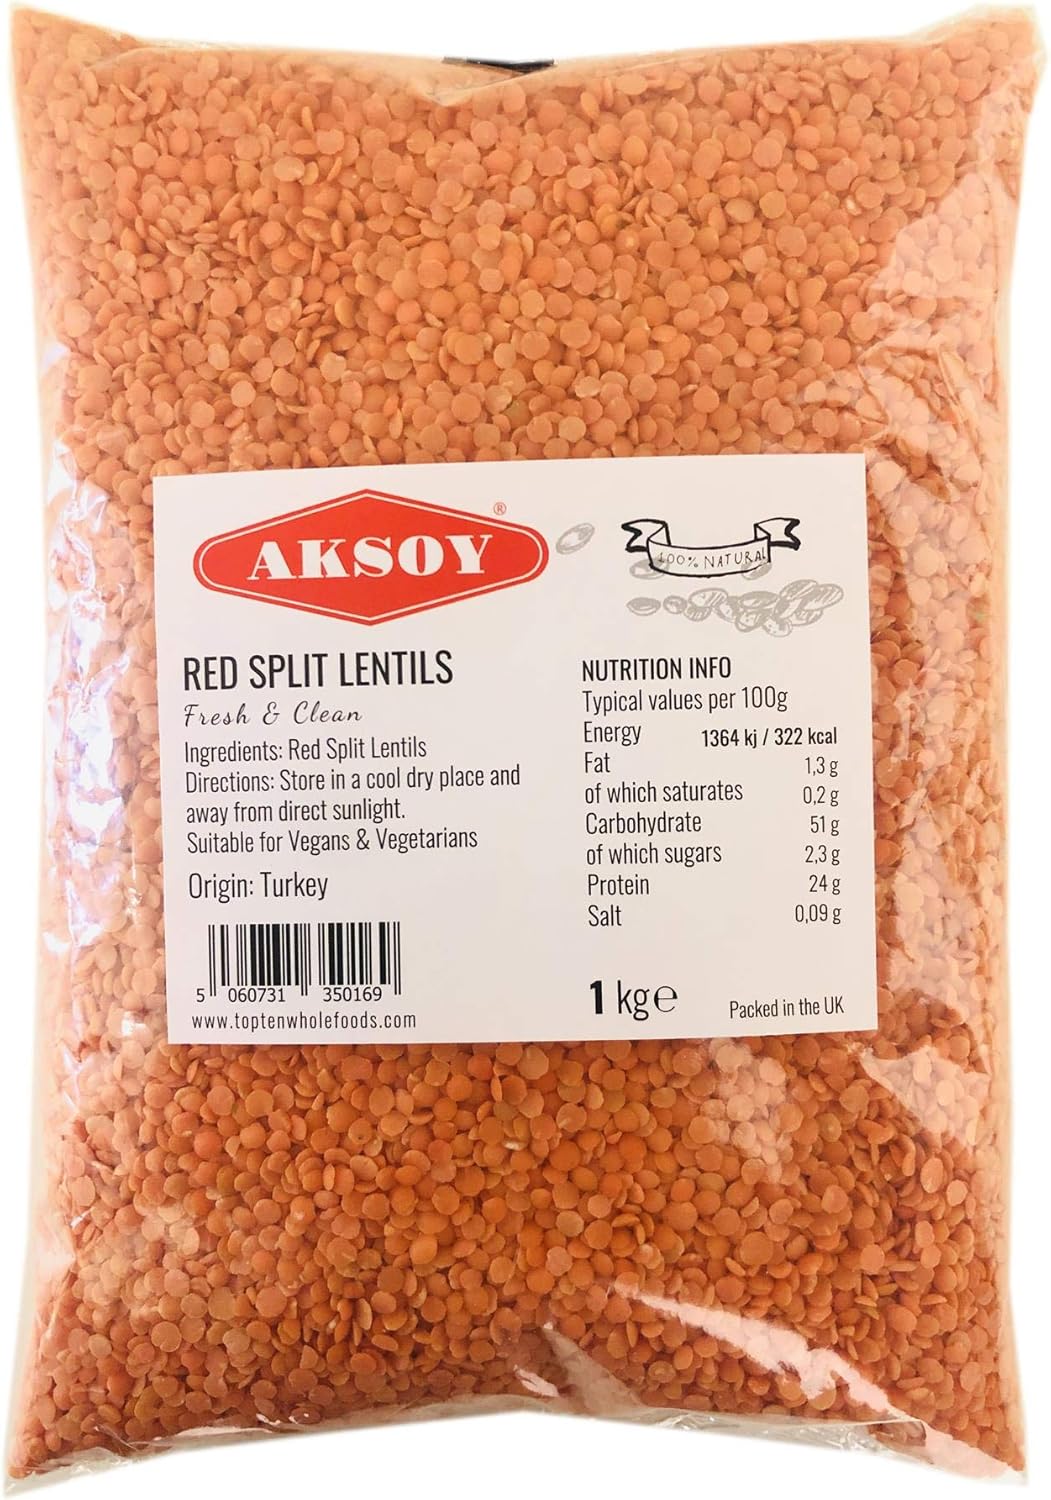 AKSOY ®
100% NATURAL
RED SPLIT LENTILS
Fresh & Clean
Ingredients: Red Split Lentils
Directions: Store in a cool dry place and
away from direct sunlight.
Suitable for Vegans & Vegetarians
Origin: Turkey
5 060731 350169
www.toptenwholefoods.com
NUTRITION INFO
Typical values per 100g
Energy 1364 kj / 322 kcal
Fat 1,3 g
of which saturates 0,2 g
Carbohydrate 51 g
of which sugars 2,3 g
Protein 24 g
Salt 0,09 g
1 kg℮
Packed in the UK